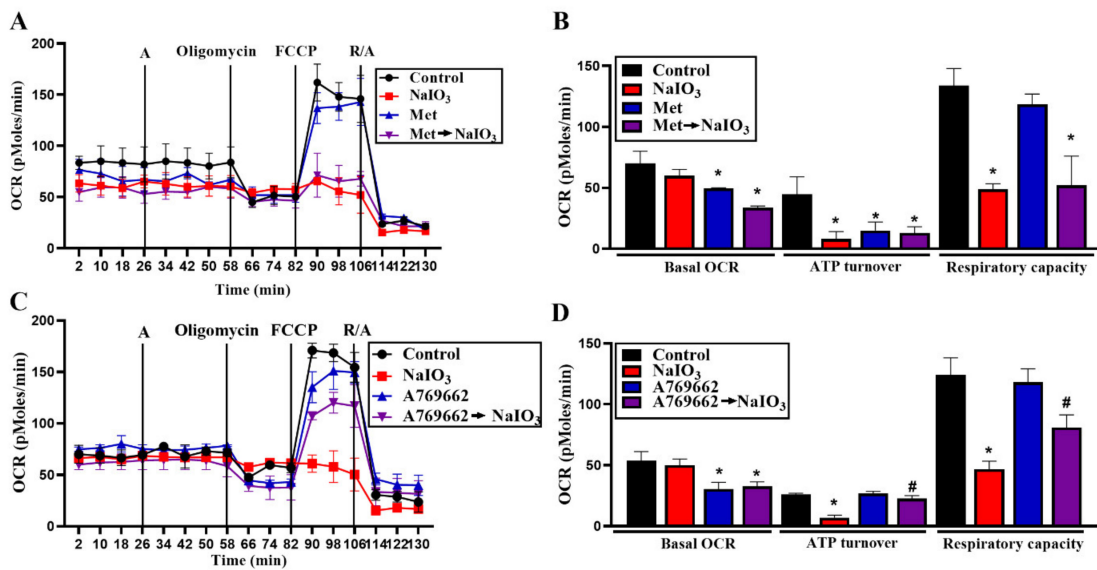 A
B
A
Oligomycin
FCCP
R/A
OCR (pMoles/min)
200
150
100
50
0
Control
NaIO3
Met
Met→NaIO3
2 10 18 26 34 42 50 58 66 74 82 90 98 106 114 122 130
Time (min)
OCR (pMoles/min)
150
100
50
0
Control
NaIO3
Met
Met→NaIO3
* * * * * * *
Basal OCR
ATP turnover
Respiratory capacity
C
D
A
Oligomycin
FCCP
R/A
OCR (pMoles/min)
200
150
100
50
0
Control
NaIO3
A769662
A769662→ NaIO3
2 10 18 26 34 42 50 58 66 74 82 90 98 106 114 122 130
Time (min)
OCR (pMoles/min)
150
100
50
0
Control
NaIO3
A769662
A769662→NaIO3
* * * # * #
Basal OCR
ATP turnover
Respiratory capacity